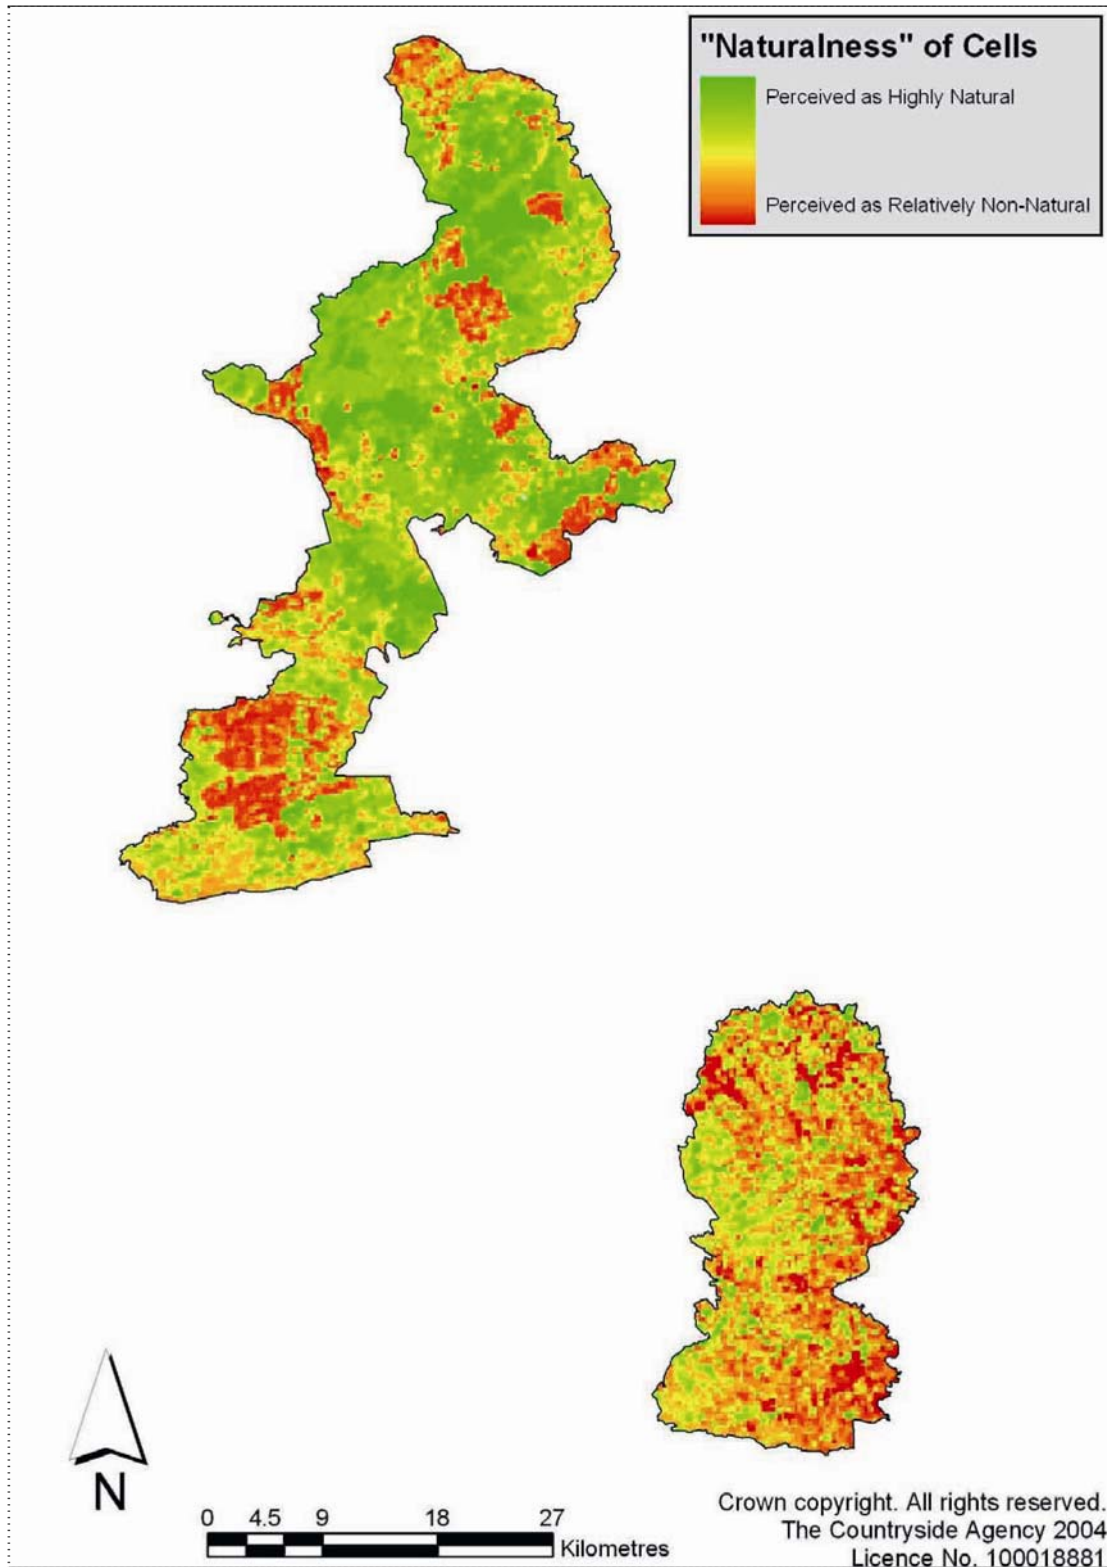 "Naturalness" of Cells
Perceived as Highly Natural
Perceived as Relatively Non-Natural
N
0 4.5 9 18 27
Kilometres
Crown copyright. All rights reserved.
The Countryside Agency 2004
Licence No. 100018881